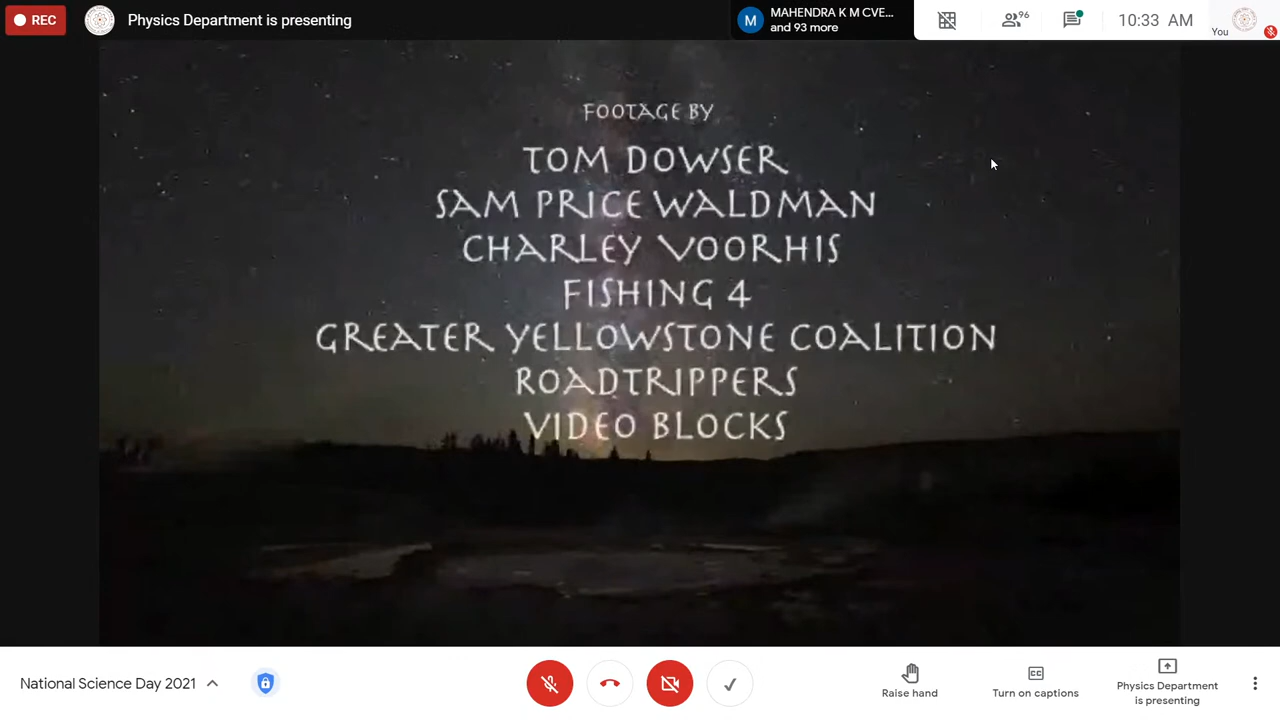 REC
Physics Department is presenting
MAHENDRA K M CVE...
and 93 more
M
96
10:33 AM
You
FOOTAGE BY
TOM DOWSER
SAM PRICE WALDMAN
CHARLEY VOORHIS
FISHING 4
GREATER YELLOWSTONE COALITION
ROADTRIPPERS
VIDEO BLOCKS
National Science Day 2021
Raise hand
CC
Turn on captions
Physics Department
is presenting